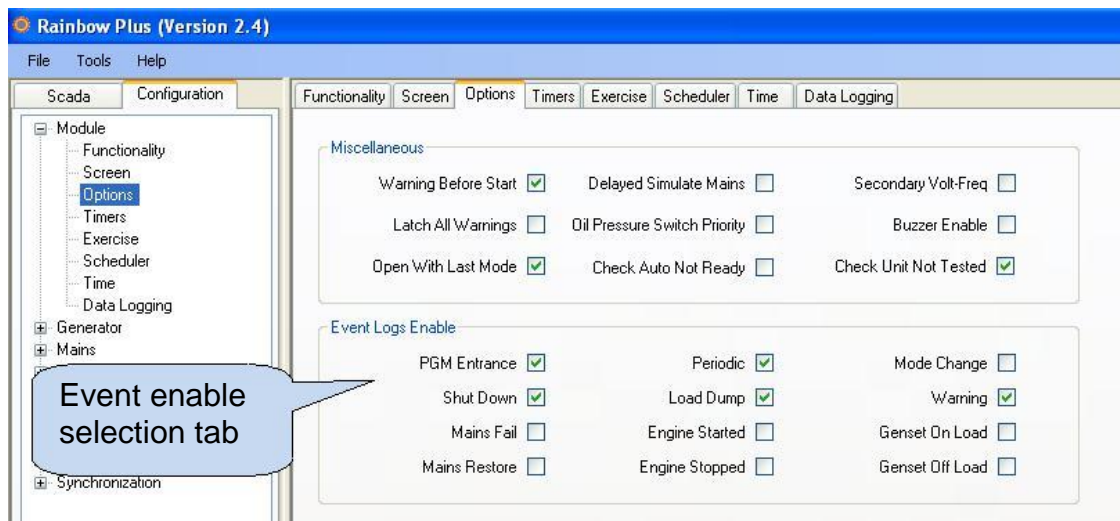 Rainbow Plus (Version 2.4)
File Tools Help
Scada Configuration
Functionality Screen Options Timers Exercise Scheduler Time Data Logging
Module
Functionality
Screen
Options
Timers
Exercise
Scheduler
Time
Data Logging
Generator
Mains
Synchronization
Miscellaneous
Warning Before Start Delayed Simulate Mains Secondary Volt-Freq
Latch All Warnings Oil Pressure Switch Priority Buzzer Enable
Open With Last Mode Check Auto Not Ready Check Unit Not Tested
Event Logs Enable
PGM Entrance Periodic Mode Change
Shut Down Load Dump Warning
Mains Fail Engine Started Genset On Load
Mains Restore Engine Stopped Genset Off Load
Event enable
selection tab